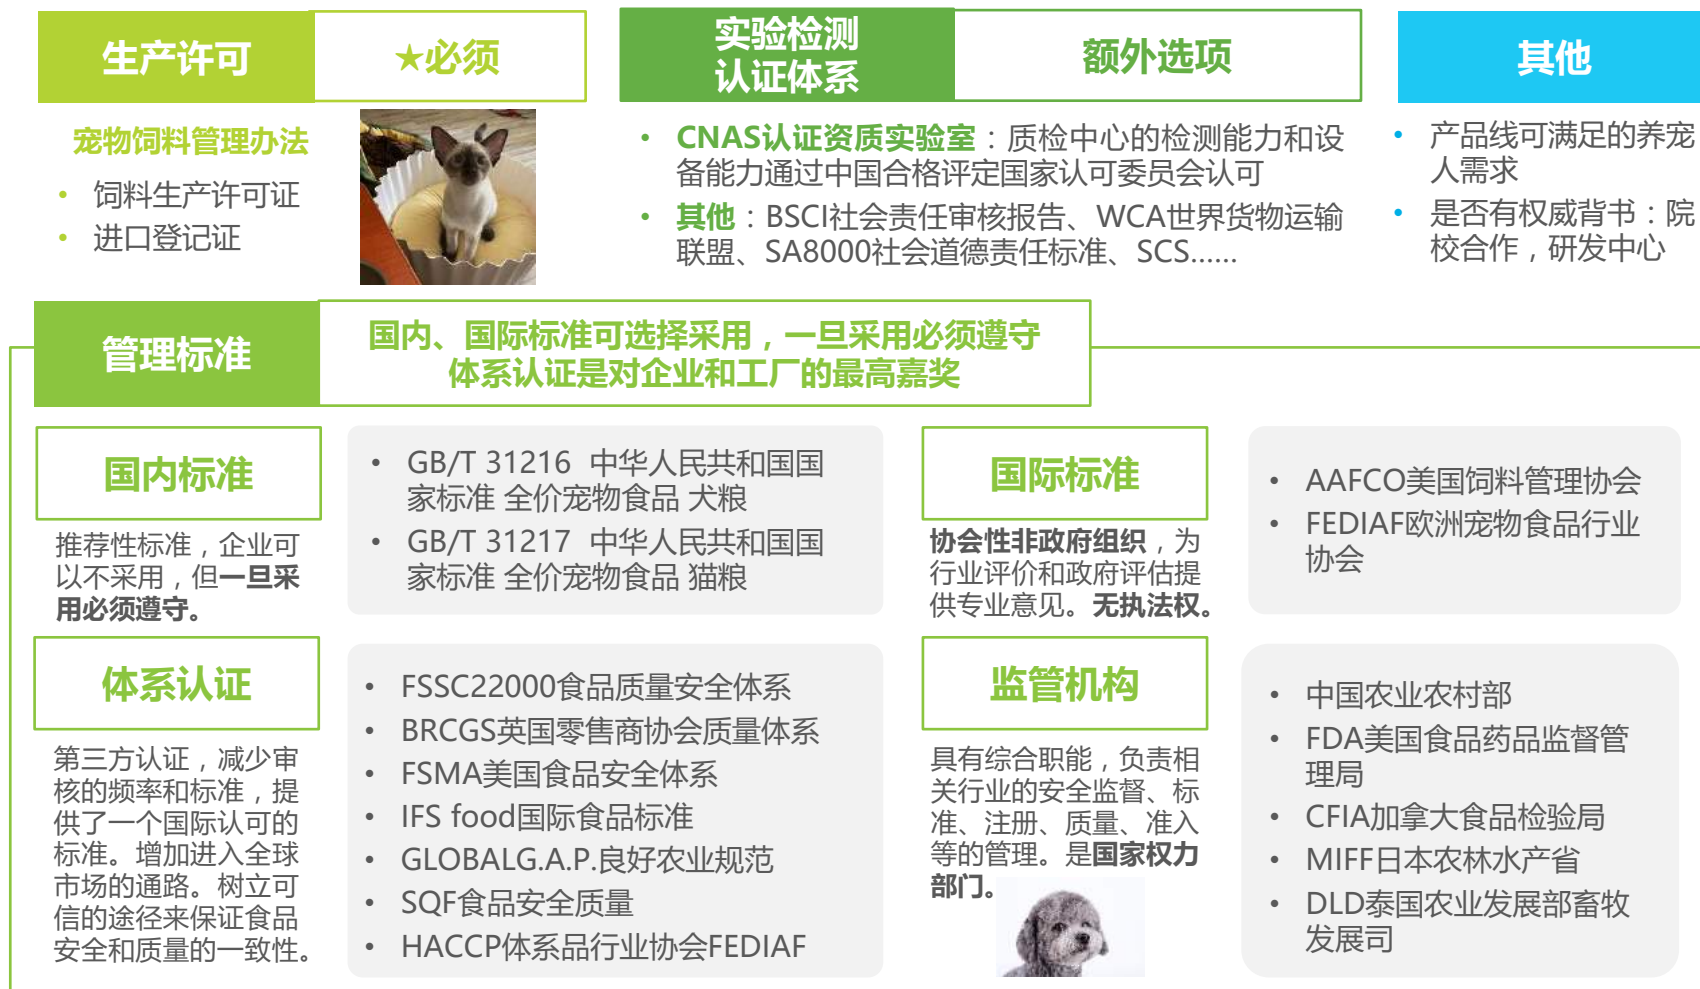 生产许可
★必须
宠物饲料管理办法
• 饲料生产许可证
• 进口登记证
实验检测
认证体系
额外选项
• CNAS认证资质实验室：质检中心的检测能力和设
备能力通过中国合格评定国家认可委员会认可
• 其他：BSCI社会责任审核报告、WCA世界货物运输
联盟、SA8000社会道德责任标准、SCS......
其他
• 产品线可满足的养宠
人需求
• 是否有权威背书：院
校合作，研发中心
管理标准
国内、国际标准可选择采用，一旦采用必须遵守
体系认证是对企业和工厂的最高嘉奖
国内标准
推荐性标准，企业可
以不采用，但一旦采
用必须遵守。
• GB/T 31216 中华人民共和国国
家标准 全价宠物食品 犬粮
• GB/T 31217 中华人民共和国国
家标准 全价宠物食品 猫粮
国际标准
协会性非政府组织，为
行业评价和政府评估提
供专业意见。无执法权。
• AAFCO美国饲料管理协会
• FEDIAF欧洲宠物食品行业
协会
体系认证
第三方认证，减少审
核的频率和标准，提
供了一个国际认可的
标准。增加进入全球
市场的通路。树立可
信的途径来保证食品
安全和质量的一致性。
• FSSC22000食品质量安全体系
• BRCGS英国零售商协会质量体系
• FSMA美国食品安全体系
• IFS food国际食品标准
• GLOBALG.A.P.良好农业规范
• SQF食品安全质量
• HACCP体系品行业协会FEDIAF
监管机构
具有综合职能，负责相
关行业的安全监督、标
准、注册、质量、准入
等的管理。是国家权力
部门。
• 中国农业农村部
• FDA美国食品药品监督管
理局
• CFIA加拿大食品检验局
• MIFF日本农林水产省
• DLD泰国农业发展部畜牧
发展司